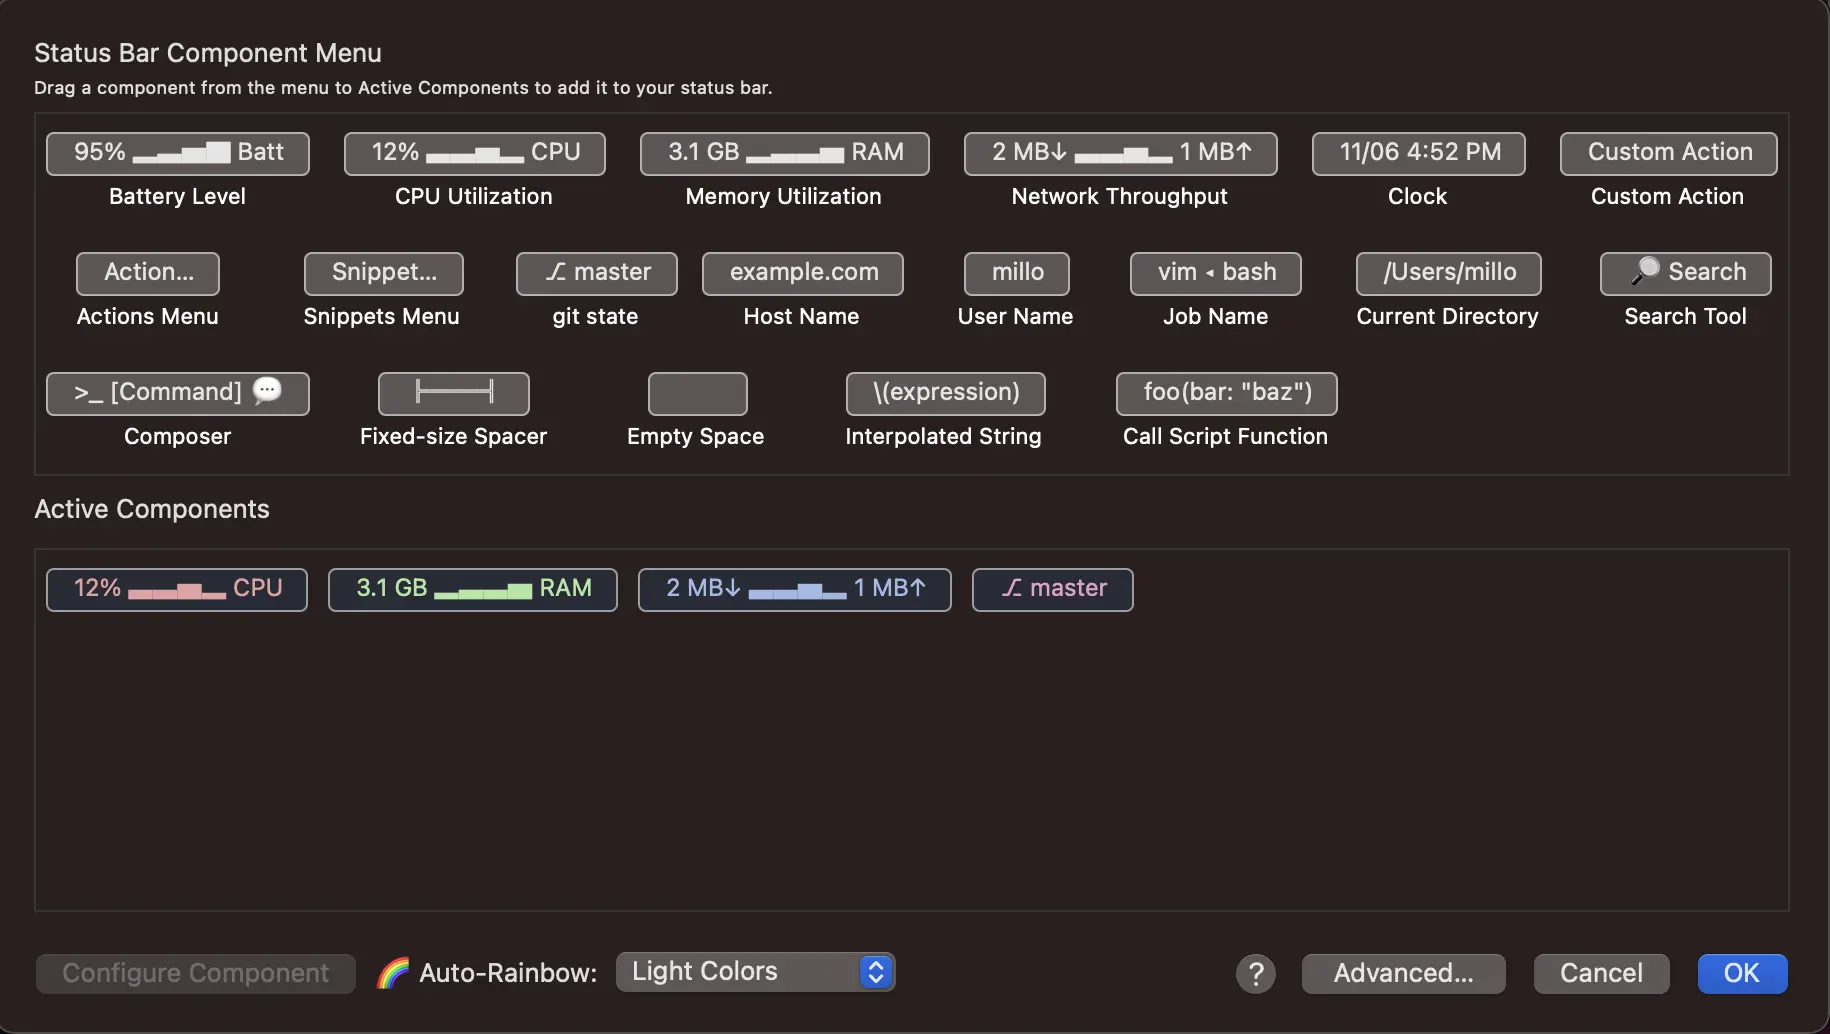 Status Bar Component Menu
Drag a component from the menu to Active Components to add it to your status bar.
95% Batt
12% CPU
3.1 GB RAM
2 MB↓ 1 MB↑
11/06 4:52 PM
Custom Action
Battery Level
CPU Utilization
Memory Utilization
Network Throughput
Clock
Custom Action
Action...
Snippet...
⎇ master
example.com
millo
vim ◂ bash
/Users/millo
🔎 Search
Actions Menu
Snippets Menu
git state
Host Name
User Name
Job Name
Current Directory
Search Tool
>_ [Command] 💬
\(expression)
foo(bar: "baz")
Composer
Fixed-size Spacer
Empty Space
Interpolated String
Call Script Function
Active Components
12% CPU
3.1 GB RAM
2 MB↓ 1 MB↑
⎇ master
Configure Component
🌈 Auto-Rainbow:
Light Colors
?
Advanced...
Cancel
OK